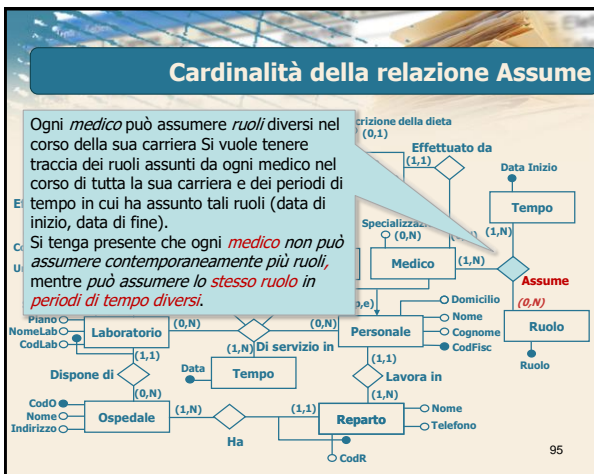 Cardinalità della relazione Assume
Ogni medico può assumere ruoli diversi nel
corso della sua carriera Si vuole tenere
traccia dei ruoli assunti da ogni medico nel
corso di tutta la sua carriera e dei periodi di
tempo in cui ha assunto tali ruoli (data di
inizio, data di fine).
Si tenga presente che ogni medico non può
assumere contemporaneamente più ruoli,
mentre può assumere lo stesso ruolo in
periodi di tempo diversi.
crizione della dieta
(0,1)
Effettuato da
(1,1)
Data Inizio
Tempo
(1,N)
Specializzazi
(0,N)
Medico
(1,N)
Assume
(0,N)
Ruolo
Ruolo
Piano
NomeLab
CodLab
Laboratorio
(0,N)
(0,N)
Personale
Domicilio
Nome
Cognome
CodFisc
(1,N)
Di servizio in
(1,1)
Data
Tempo
(1,1)
Lavora in
Dispone di
(0,N)
(1,N)
CodO
Nome
Indirizzo
Ospedale
(1,N)
Ha
(1,1)
Reparto
Nome
Telefono
CodR
95